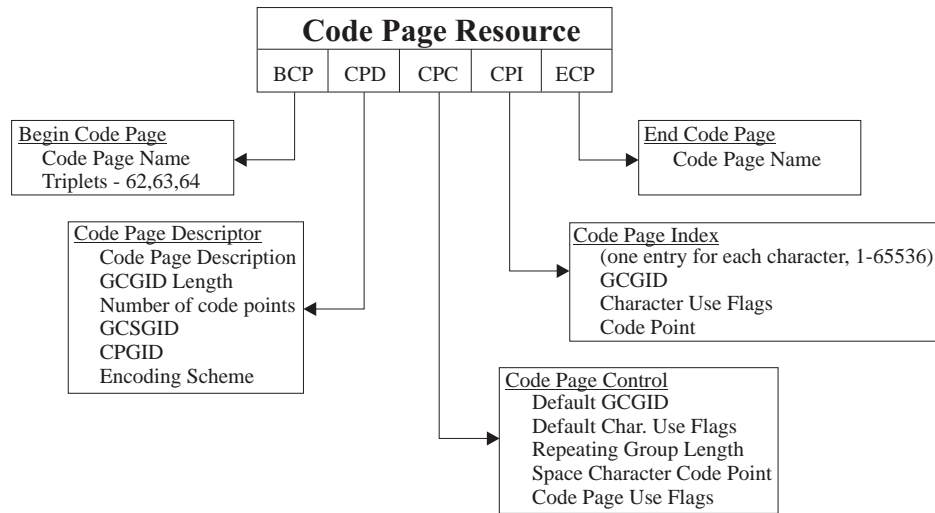 Code Page Resource
BCP CPD CPC CPI ECP
Begin Code Page
Code Page Name
Triplets - 62,63,64
End Code Page
Code Page Name
Code Page Descriptor
Code Page Description
GCGID Length
Number of code points
GCSGID
CPGID
Encoding Scheme
Code Page Index
(one entry for each character, 1-65536)
GCGID
Character Use Flags
Code Point
Code Page Control
Default GCGID
Default Char. Use Flags
Repeating Group Length
Space Character Code Point
Code Page Use Flags